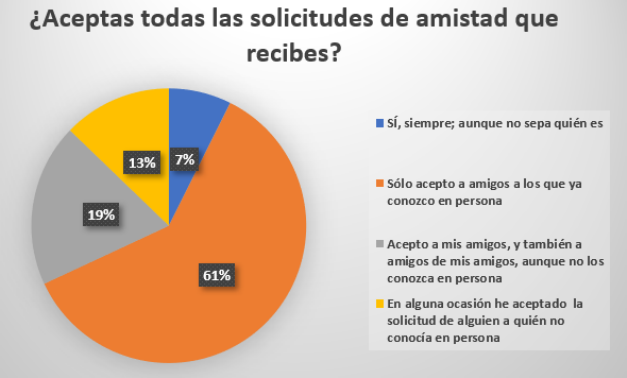 ¿Aceptas todas las solicitudes de amistad que
recibes?
SÍ, siempre; aunque no sepa quién es
13%
7%
Sólo acepto a amigos a los que ya
conozco en persona
19%
Acepto a mis amigos, y también a
amigos de mis amigos, aunque no los
conozca en persona
61%
En alguna ocasión he aceptado la
solicitud de alguien a quién no
conocía en persona